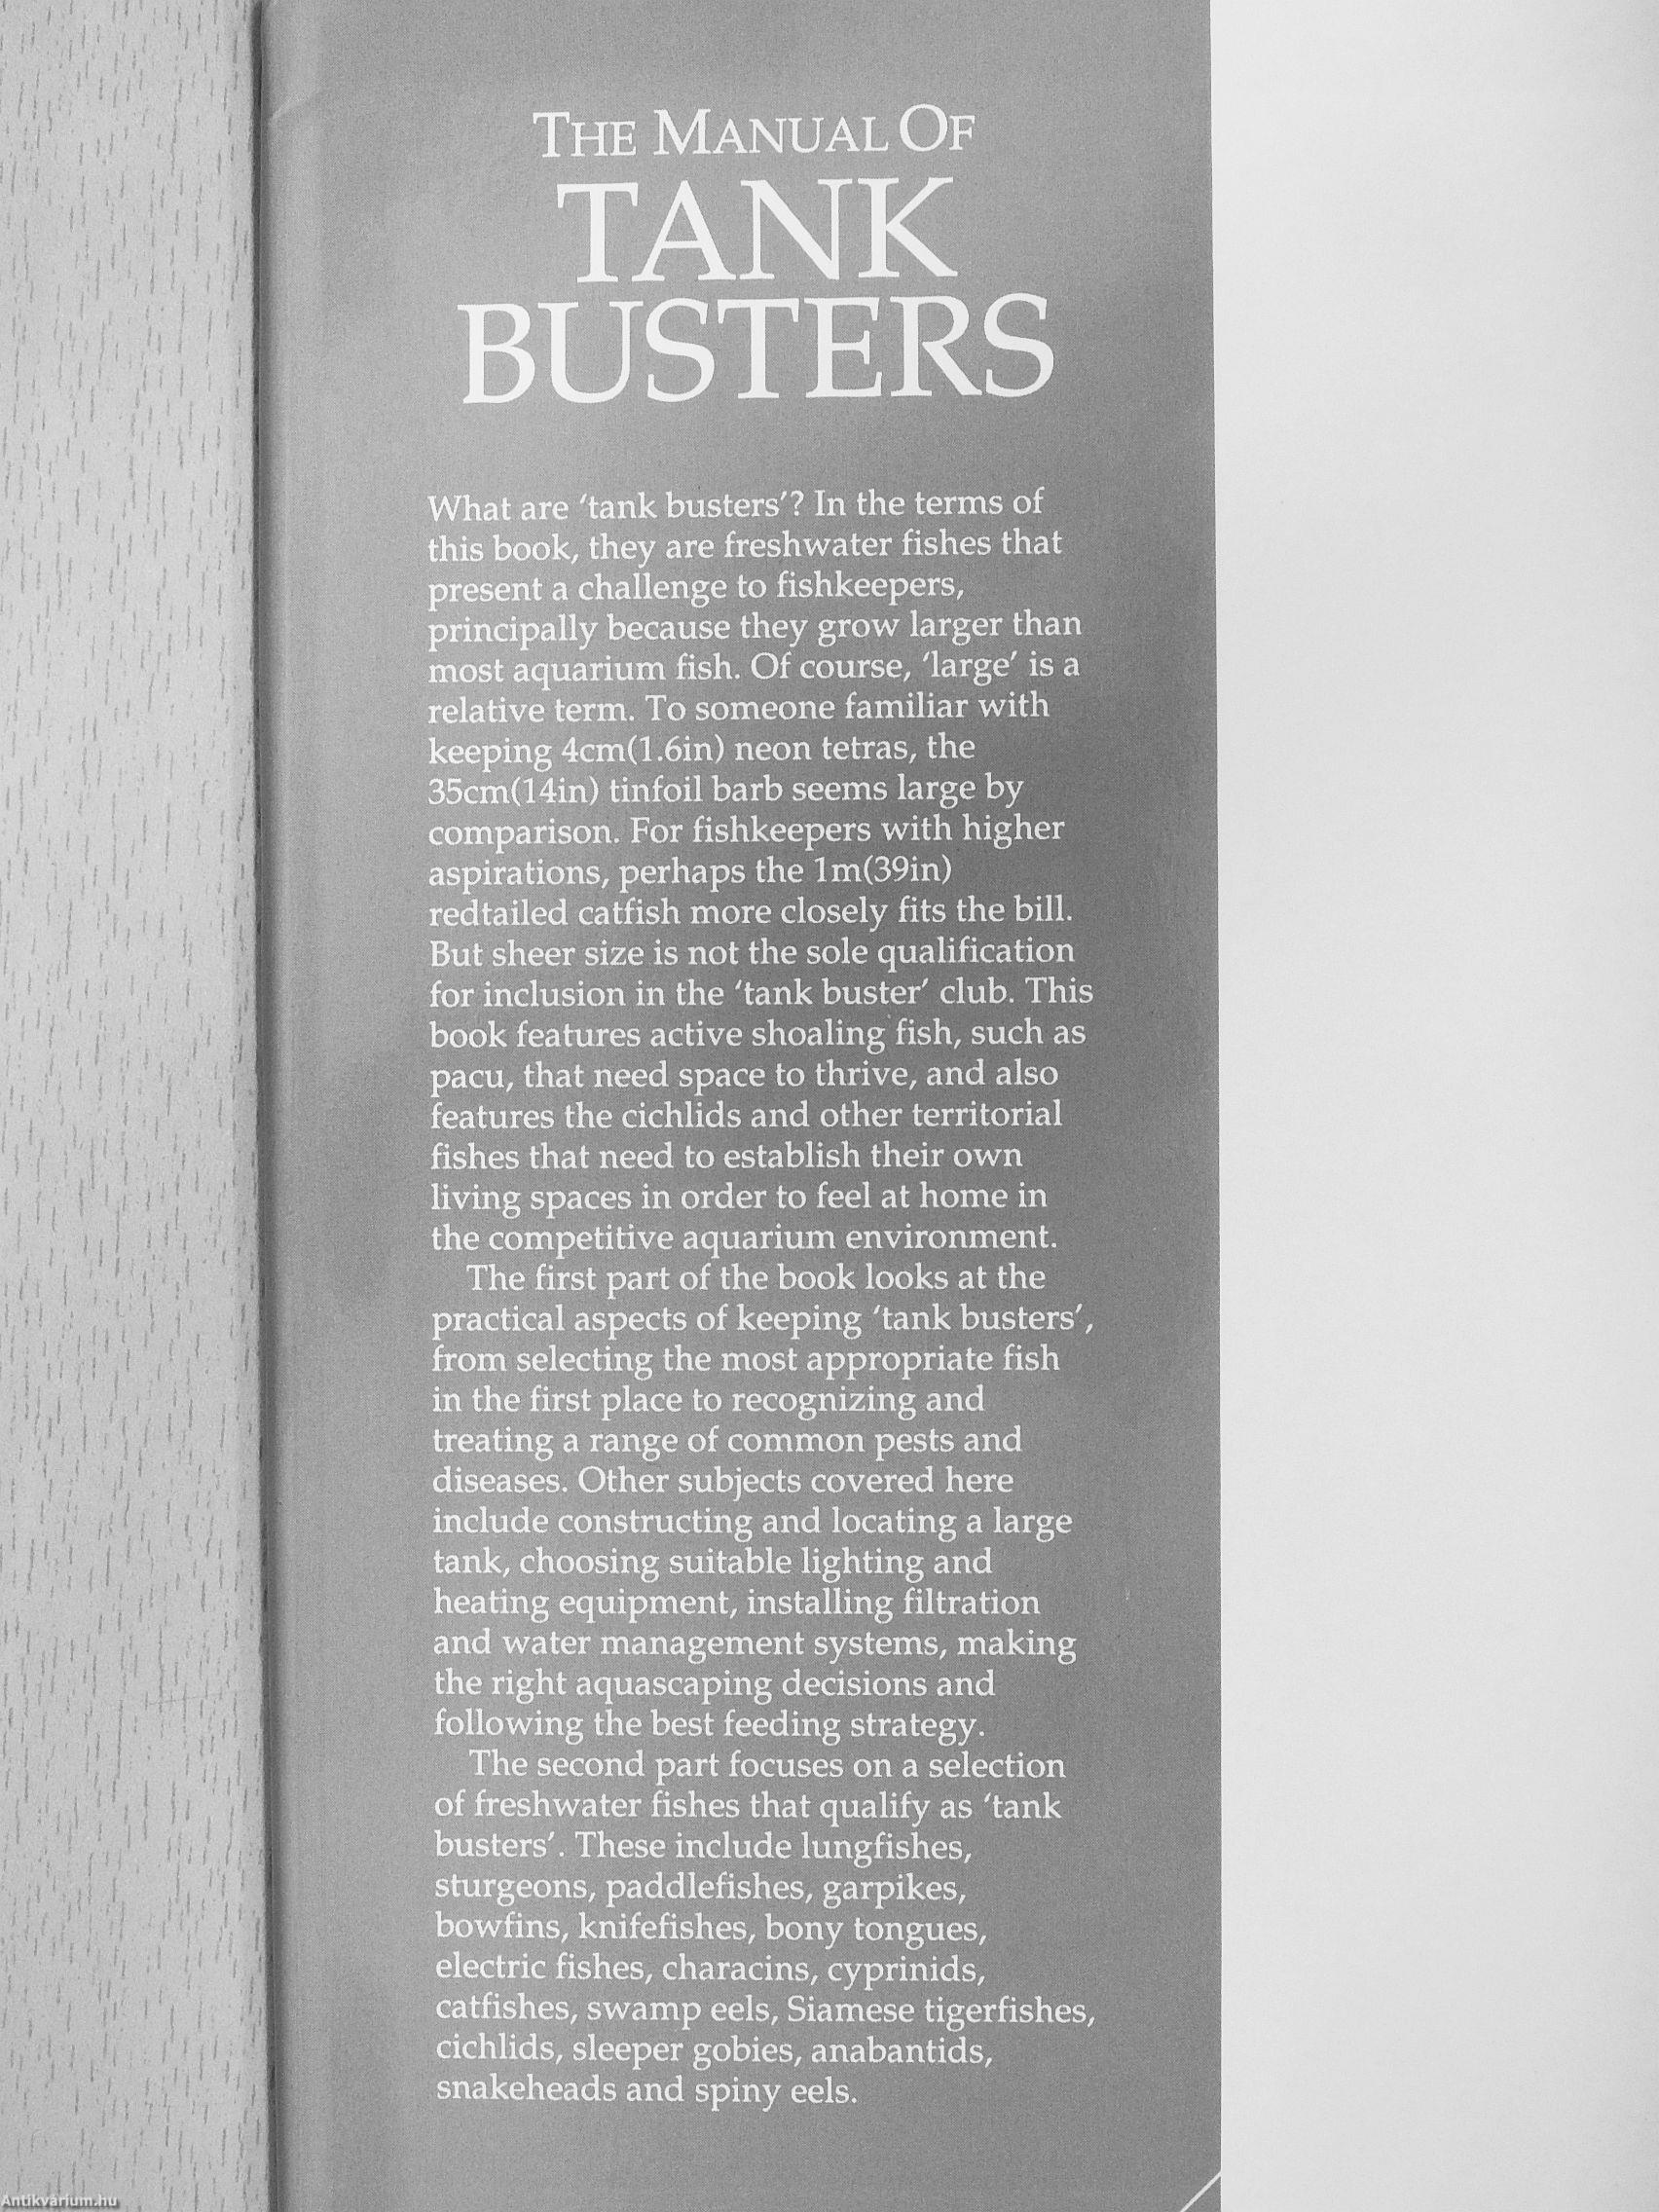 THE MANUAL OF
TANK
BUSTERS
What are ‘tank busters’? In the terms of
this book, they are freshwater fishes that
present a challenge to fishkeepers,
principally because they grow larger than
most aquarium fish. Of course, ‘large’ is a
relative term. To someone familiar with
keeping 4cm(1.6in) neon tetras, the
35cm(14in) tinfoil barb seems large by
comparison. For fishkeepers with higher
aspirations, perhaps the 1m(39in)
redtailed catfish more closely fits the bill.
But sheer size is not the sole qualification
for inclusion in the ‘tank buster’ club. This
book features active shoaling fish, such as
pacu, that need space to thrive, and also
features the cichlids and other territorial
fishes that need to establish their own
living spaces in order to feel at home in
the competitive aquarium environment.
The first part of the book looks at the
practical aspects of keeping ‘tank busters’,
from selecting the most appropriate fish
in the first place to recognizing and
treating a range of common pests and
diseases. Other subjects covered here
include constructing and locating a large
tank, choosing suitable lighting and
heating equipment, installing filtration
and water management systems, making
the right aquascaping decisions and
following the best feeding strategy.
The second part focuses on a selection
of freshwater fishes that qualify as ‘tank
busters’. These include lungfishes,
sturgeons, paddlefishes, garpikes,
bowfins, knifefishes, bony tongues,
electric fishes, characins, cyprinids,
catfishes, swamp eels, Siamese tigerfishes,
cichlids, sleeper gobies, anabantids,
snakeheads and spiny eels.
Antikvárium.hu